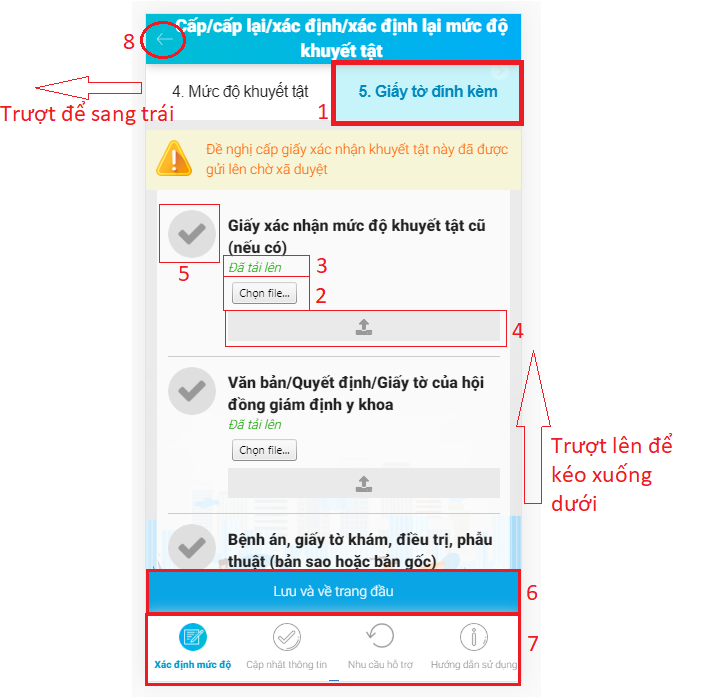 Cấp/cấp lại/xác định/xác định lại mức độ
khuyết tật
8
4. Mức độ khuyết tật
5. Giấy tờ đính kèm
Trượt để sang trái
1
Đề nghị cấp giấy xác nhận khuyết tật này đã được
gửi lên chờ xã duyệt
Giấy xác nhận mức độ khuyết tật cũ
(nếu có)
5
Đã tải lên
3
Chọn file...
2
4
Văn bản/Quyết định/Giấy tờ của hội
đồng giám định y khoa
Đã tải lên
Chọn file...
Trượt lên để
kéo xuống
dưới
Bệnh án, giấy tờ khám, điều trị, phẫu
thuật (bản sao hoặc bản gốc)
Lưu và về trang đầu
6
Xác định mức độ
Cập nhật thông tin
Nhu cầu hỗ trợ
Hướng dẫn sử dụng
7